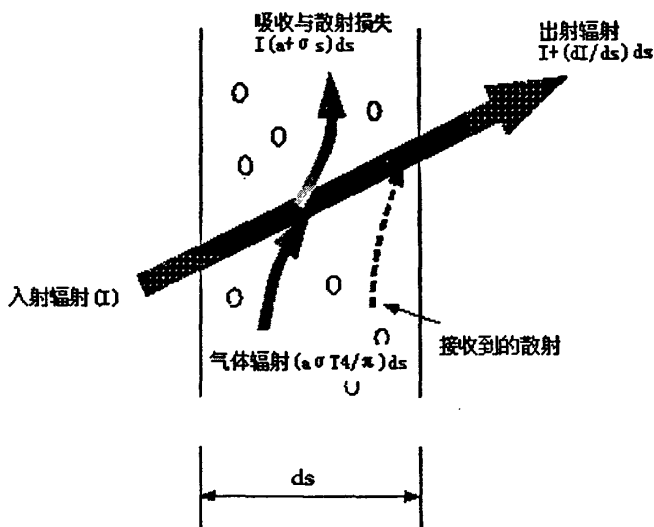 吸收与散射损失
I(a+σs)ds
出射辐射
I+(dI/ds)ds
入射辐射(I)
气体辐射(aσT4/π)ds
接收到的散射
ds